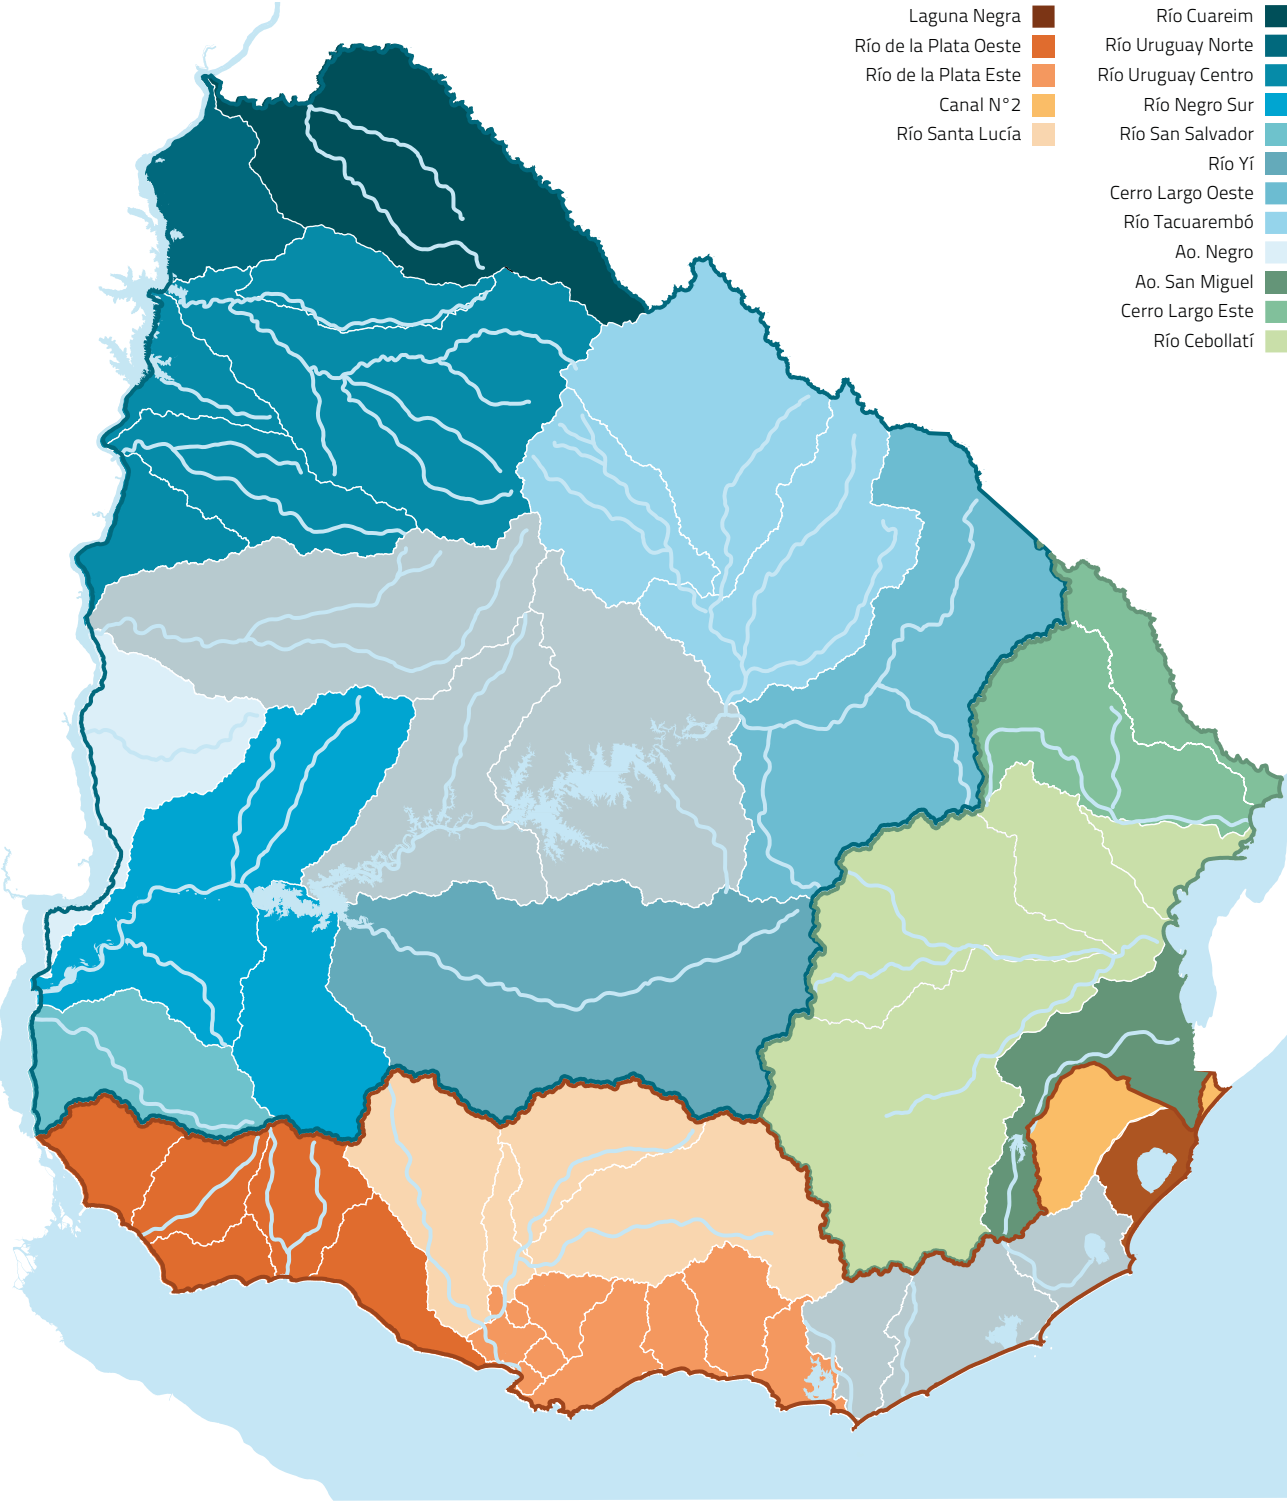 Laguna Negra
Río de la Plata Oeste
Río de la Plata Este
Canal N°2
Río Santa Lucía
Río Cuareim
Río Uruguay Norte
Río Uruguay Centro
Río Negro Sur
Río San Salvador
Río Yí
Cerro Largo Oeste
Río Tacuarembó
Ao. Negro
Ao. San Miguel
Cerro Largo Este
Río Cebollatí